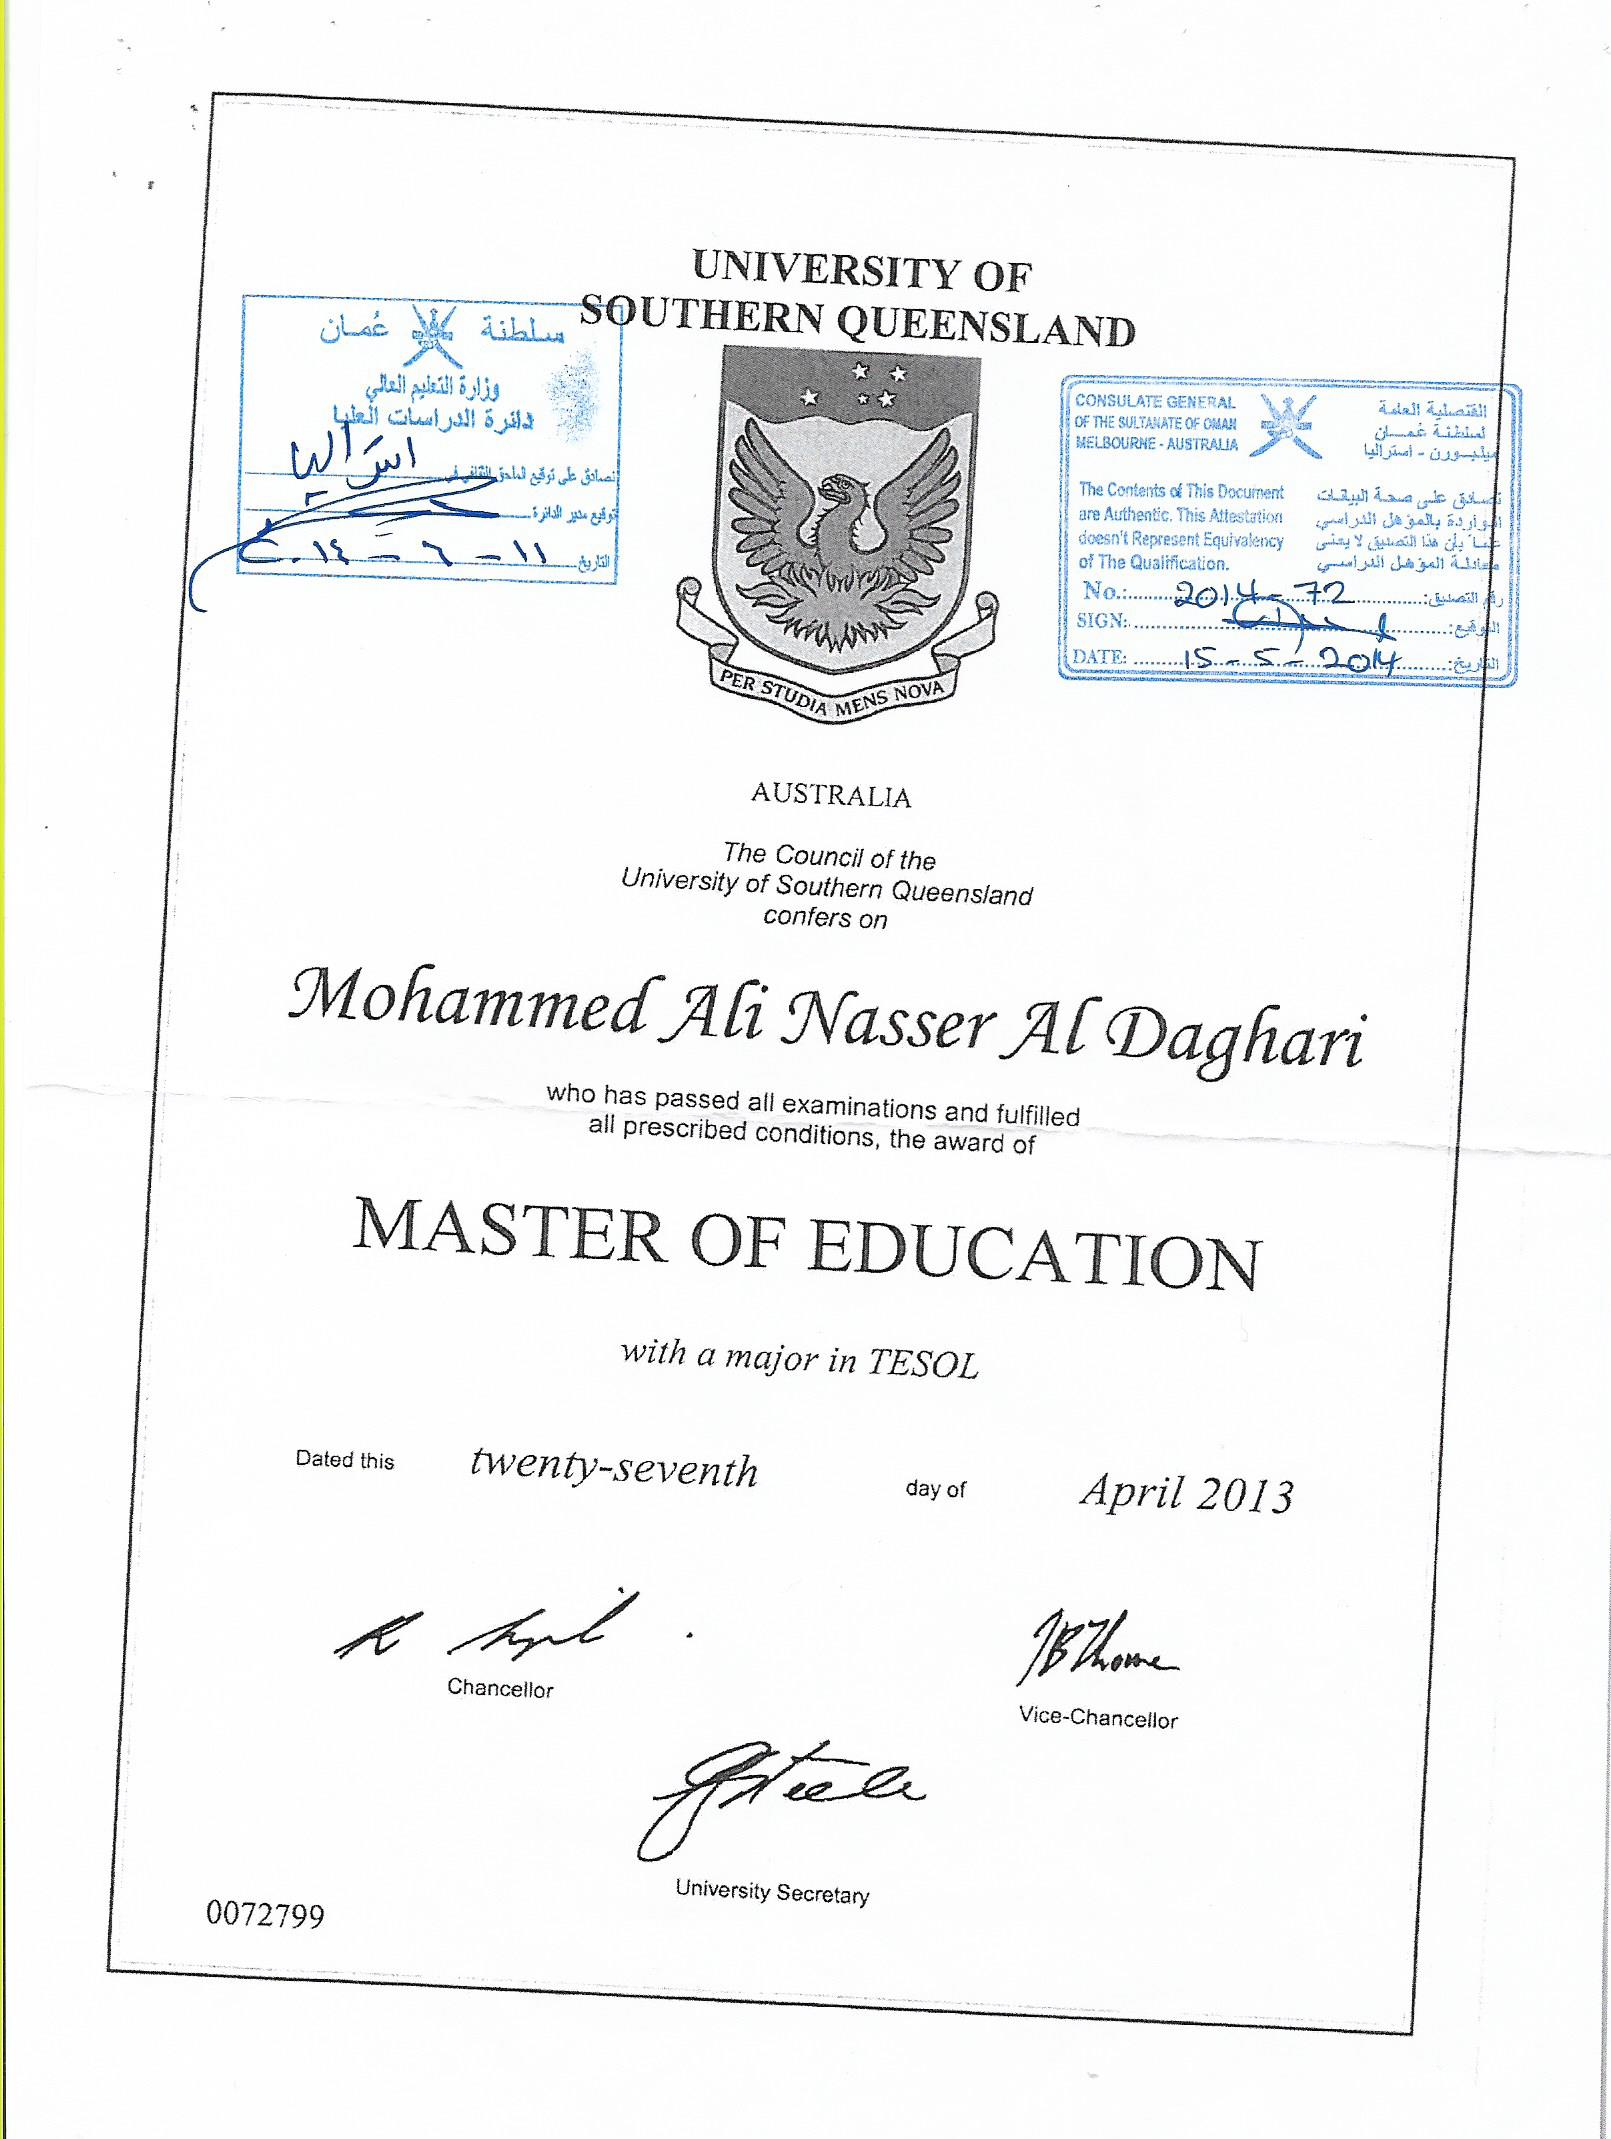 UNIVERSITY OF
SOUTHERN QUEENSLAND
سلطنة عُمان
وزارة التعليم العالي
دائرة الدراسات العليا
نصادق على توقيع الملحق الثقافي في
استراليا
توقيع مدير الدائرة
التاريخ ١١ - ٦ - ٢٠١٤
CONSULATE GENERAL
OF THE SULTANATE OF OMAN
MELBOURNE - AUSTRALIA
القنصلية العامة
لسلطنة عُمان
ميلبورن - استراليا
The Contents of This Document
are Authentic. This Attestation
doesn't Represent Equivalency
of The Qualification.
نصادق على صحة البيانات
الواردة بالمؤهل الدراسي
علماً بأن هذا التصديق لا يعني
معادلة المؤهل الدراسي
No.: 2014-72 رقم التصديق:
SIGN: التوقيع:
DATE: 15-5-2014 التاريخ:
PER STUDIA MENS NOVA
AUSTRALIA
The Council of the
University of Southern Queensland
confers on
Mohammed Ali Nasser Al Daghari
who has passed all examinations and fulfilled
all prescribed conditions, the award of
MASTER OF EDUCATION
with a major in TESOL
Dated this twenty-seventh day of April 2013
Chancellor
Vice-Chancellor
University Secretary
0072799